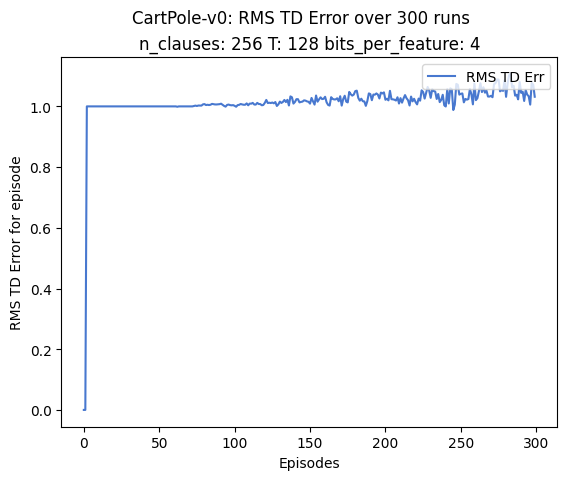 CartPole-v0: RMS TD Error over 300 runs
n_clauses: 256 T: 128 bits_per_feature: 4
RMS TD Err
1.0
0.8
0.6
0.4
0.2
0.0
RMS TD Error for episode
0 50 100 150 200 250 300
Episodes